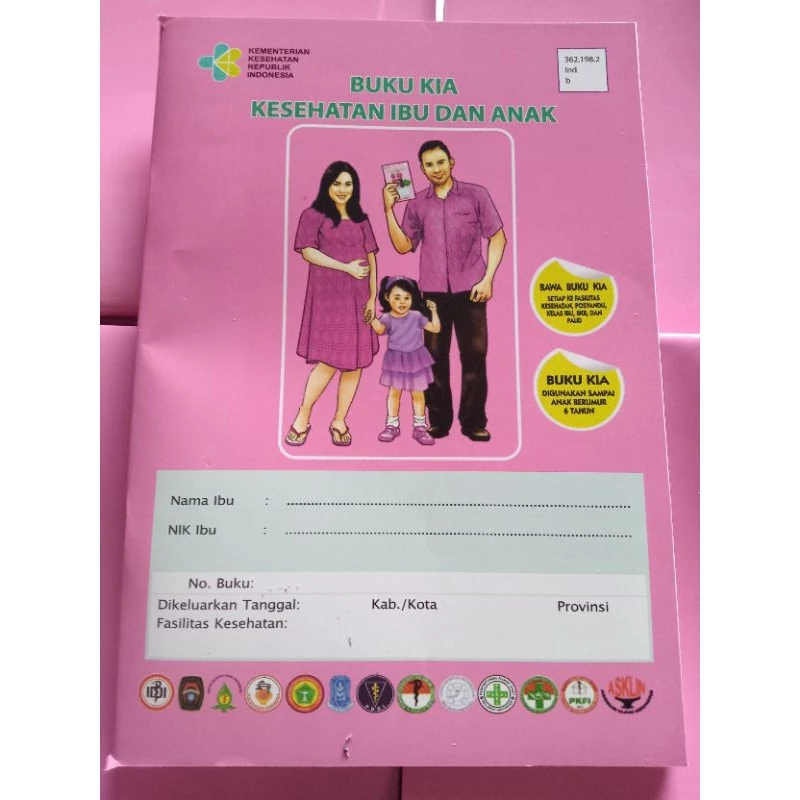 KEMENTERIAN
KESEHATAN
REPUBLIK
INDONESIA
362.198.2
Ind
b
BUKU KIA
KESEHATAN IBU DAN ANAK
BAWA BUKU KIA
SETIAP KE FASILITAS
KESEHATAN, POSYANDU,
KELAS IBU, BKB, DAN
PAUD
BUKU KIA
DIGUNAKAN SAMPAI
ANAK BERUMUR
6 TAHUN
Nama Ibu : ........................................................
NIK Ibu : ........................................................
No. Buku:
Dikeluarkan Tanggal: Kab./Kota Provinsi
Fasilitas Kesehatan:
IDI
PKFI
ASKLIN